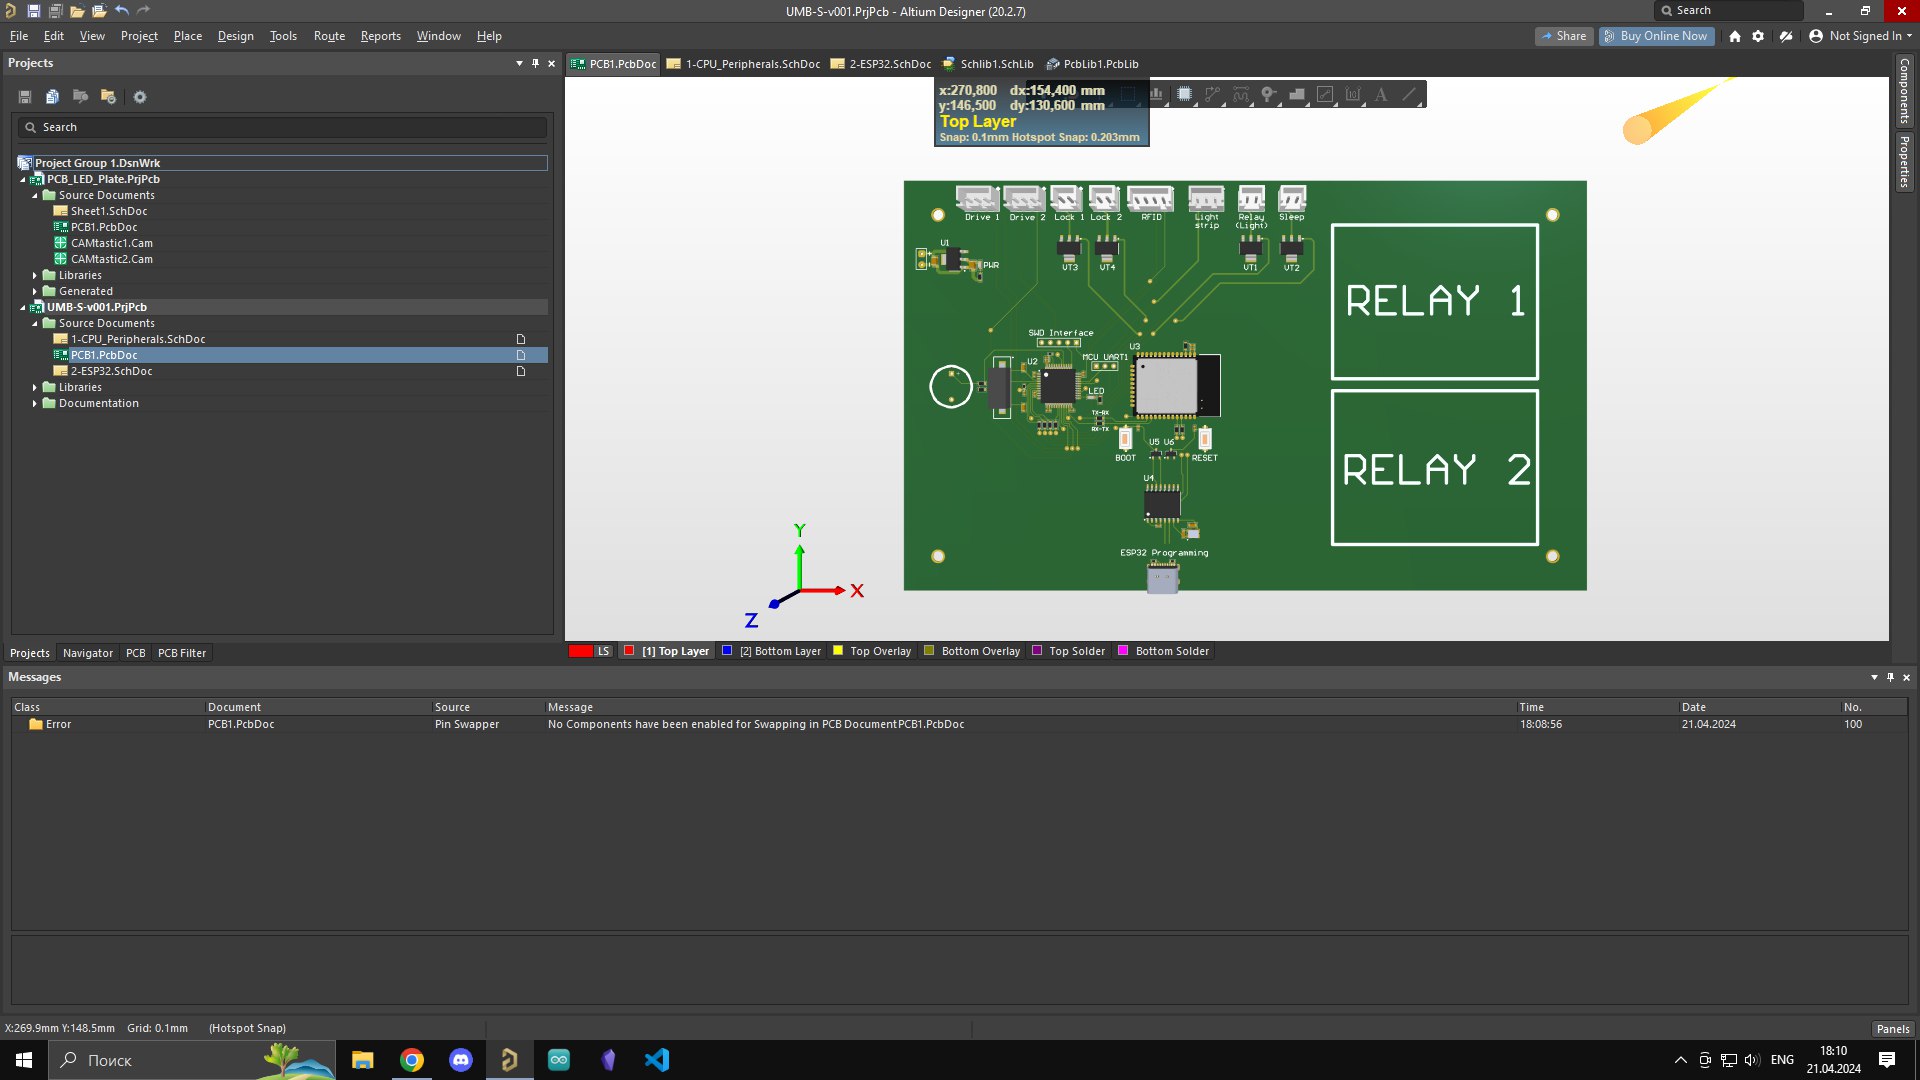 UMB-S-v001.PrjPcb - Altium Designer (20.2.7)
Search
File Edit View Project Place Design Tools Route Reports Window Help
Share
Buy Online Now
Not Signed In
Projects
PCB1.PcbDoc
1-CPU_Peripherals.SchDoc
2-ESP32.SchDoc
Schlib1.SchLib
PcbLib1.PcbLib
Components
Properties
x:270,800 dx:154,400 mm
y:146,500 dy:130,600 mm
Top Layer
Snap: 0.1mm Hotspot Snap: 0.203mm
Search
Project Group 1.DsnWrk
PCB_LED_Plate.PrjPcb
Source Documents
Sheet1.SchDoc
PCB1.PcbDoc
CAMtastic1.Cam
CAMtastic2.Cam
Libraries
Generated
UMB-S-v001.PrjPcb
Source Documents
1-CPU_Peripherals.SchDoc
PCB1.PcbDoc
2-ESP32.SchDoc
Libraries
Documentation
Drive 1
Drive 2
Lock 1
Lock 2
RFID
Light
strip
Relay
(Light)
Sleep
U1
PWR
VT3
VT4
VT1
VT2
RELAY 1
SWD Interface
U2
MCU UART1
U3
LED
TX-RX
RX-TX
BOOT
U5 U6
RESET
RELAY 2
U4
ESP32 Programming
Y
X
Z
Projects
Navigator
PCB
PCB Filter
LS
[1] Top Layer
[2] Bottom Layer
Top Overlay
Bottom Overlay
Top Solder
Bottom Solder
Messages
Class Document Source Message Time Date No.
Error PCB1.PcbDoc Pin Swapper No Components have been enabled for Swapping in PCB DocumentPCB1.PcbDoc 18:08:56 21.04.2024 100
X:269.9mm Y:148.5mm Grid: 0.1mm (Hotspot Snap)
Panels
Поиск
ENG
18:10
21.04.2024